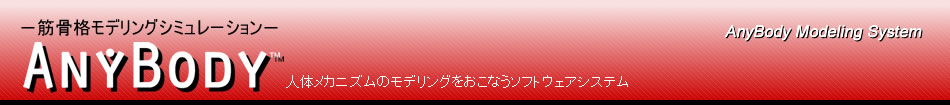 －筋骨格モデリングシミュレーション－
AnyBody Modeling System
ANYBODY™
人体メカニズムのモデリングをおこなうソフトウェアシステム